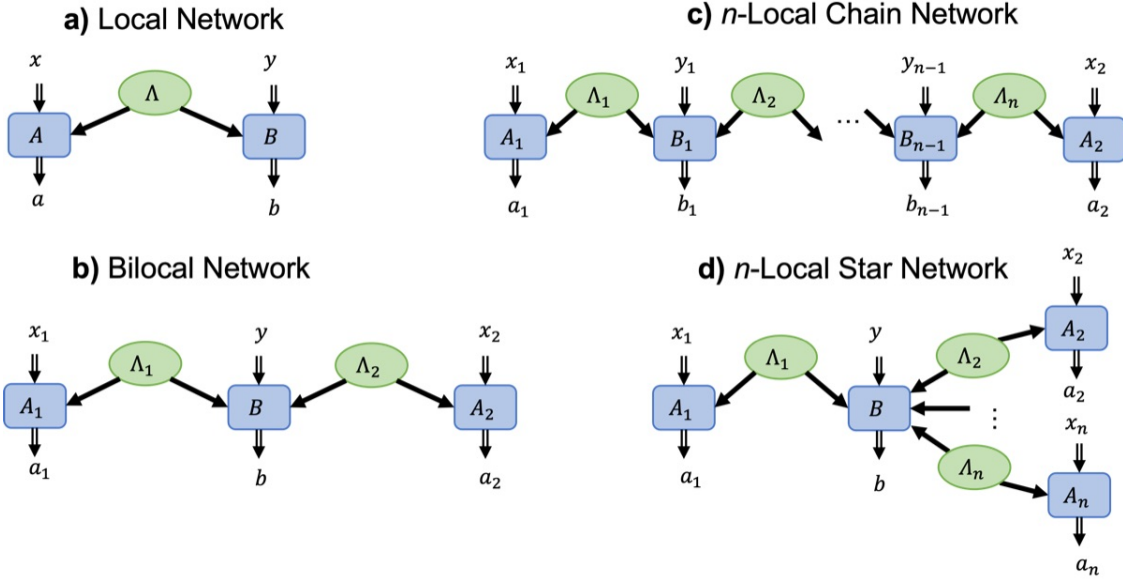 a) Local Network
x
y
Λ
A
B
a
b
b) Bilocal Network
x₁
y
x₂
Λ₁
Λ₂
A₁
B
A₂
a₁
b
a₂
c) n-Local Chain Network
x₁
y₁
yₙ₋₁
x₂
Λ₁
Λ₂
...
Λₙ
A₁
B₁
Bₙ₋₁
A₂
a₁
b₁
bₙ₋₁
a₂
d) n-Local Star Network
x₂
x₁
y
A₂
Λ₁
Λ₂
a₂
A₁
B
⋮
xₙ
Λₙ
a₁
b
Aₙ
aₙ